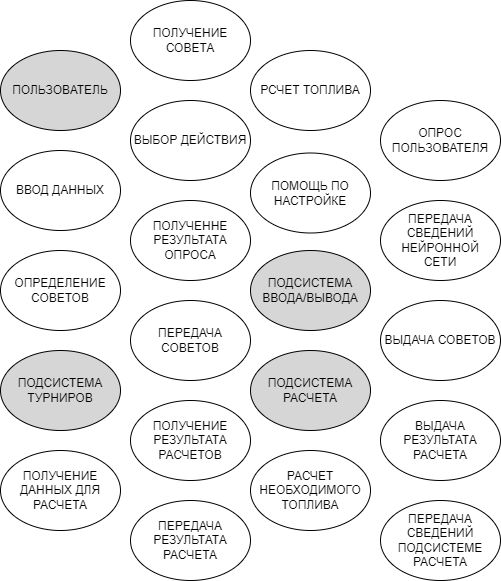 ПОЛУЧЕНИЕ
СОВЕТА
ПОЛЬЗОВАТЕЛЬ
РСЧЕТ ТОПЛИВА
ВЫБОР ДЕЙСТВИЯ
ОПРОС
ПОЛЬЗОВАТЕЛЯ
ВВОД ДАННЫХ
ПОМОЩЬ ПО
НАСТРОЙКЕ
ПОЛУЧЕННЕ
РЕЗУЛЬТАТА
ОПРОСА
ПЕРЕДАЧА
СВЕДЕНИЙ
НЕЙРОННОЙ
СЕТИ
ОПРЕДЕЛЕНИЕ
СОВЕТОВ
ПОДСИСТЕМА
ВВОДА/ВЫВОДА
ПЕРЕДАЧА
СОВЕТОВ
ВЫДАЧА СОВЕТОВ
ПОДСИСТЕМА
ТУРНИРОВ
ПОДСИСТЕМА
РАСЧЕТА
ПОЛУЧЕНИЕ
РЕЗУЛЬТАТА
РАСЧЕТОВ
ВЫДАЧА
РЕЗУЛЬТАТА
РАСЧЕТА
ПОЛУЧЕНИЕ
ДАННЫХ ДЛЯ
РАСЧЕТА
РАСЧЕТ
НЕОБХОДИМОГО
ТОПЛИВА
ПЕРЕДАЧА
РЕЗУЛЬТАТА
РАСЧЕТА
ПЕРЕДАЧА
СВЕДЕНИЙ
ПОДСИСТЕМЕ
РАСЧЕТА